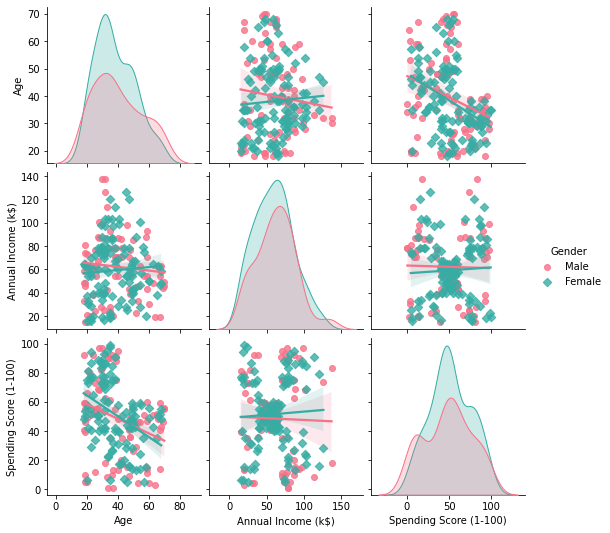 70
60
50
40
30
20
Age
140
120
100
80
60
40
20
Annual Income (k$)
Gender
Male
Female
100
80
60
40
20
0
Spending Score (1-100)
0 20 40 60 80
0 50 100 150
0 50 100
Age
Annual Income (k$)
Spending Score (1-100)